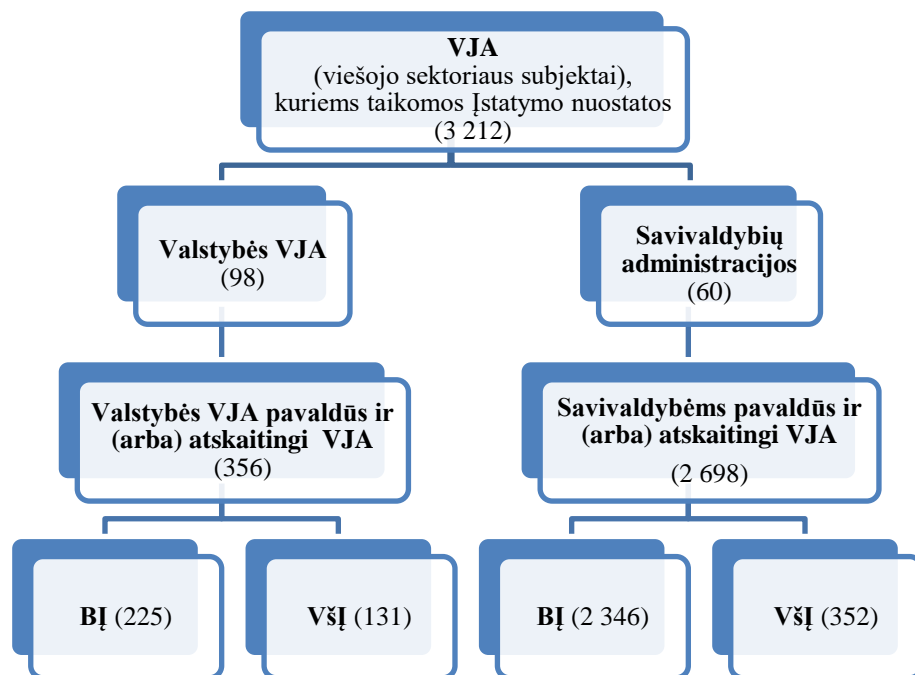 VJA
(viešojo sektoriaus subjektai),
kuriems taikomos Įstatymo nuostatos
(3 212)
Valstybės VJA
(98)
Savivaldybių
administracijos
(60)
Valstybės VJA pavaldūs ir
(arba) atskaitingi VJA
(356)
Savivaldybėms pavaldūs ir
(arba) atskaitingi VJA
(2 698)
BĮ (225)
VšĮ (131)
BĮ (2 346)
VšĮ (352)